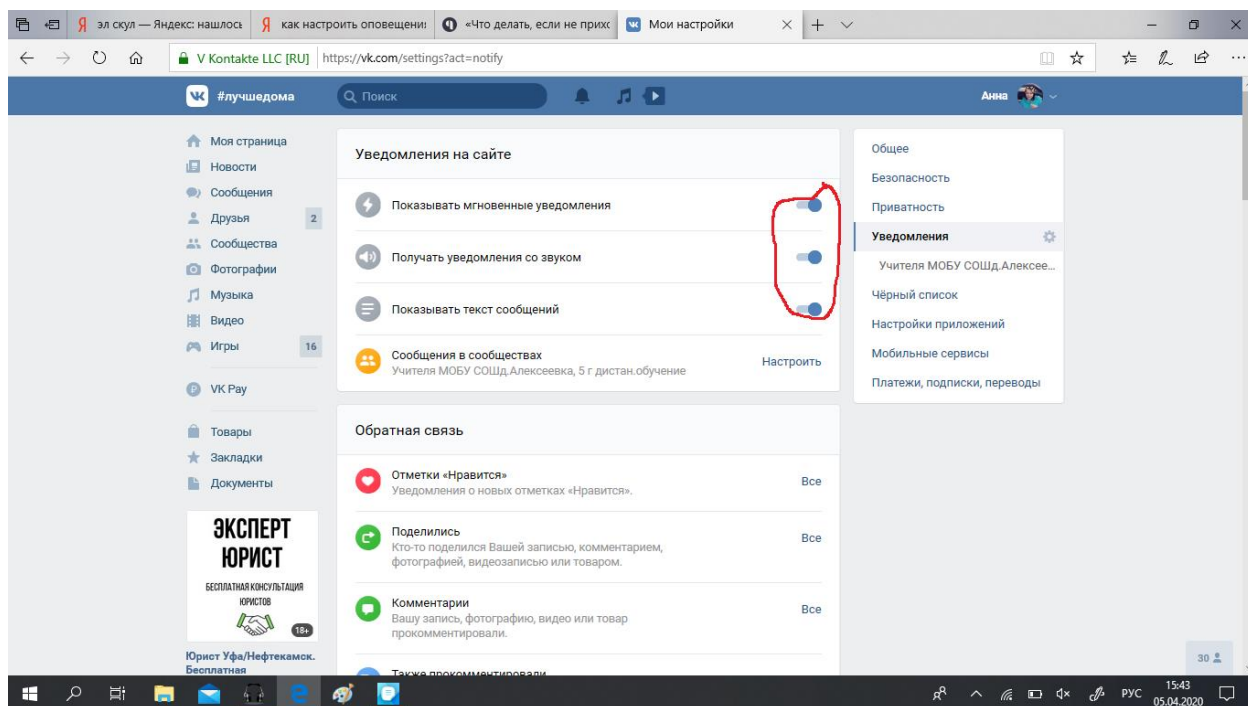 эл скул — Яндекс: нашлось
как настроить оповещени
«Что делать, если не прихо
Мои настройки
V Kontakte LLC [RU]
https://vk.com/settings?act=notify
#лучшедома
Поиск
Анна
Моя страница
Новости
Сообщения
Друзья 2
Сообщества
Фотографии
Музыка
Видео
Игры 16
VK Pay
Товары
Закладки
Документы
ЭКСПЕРТ
ЮРИСТ
БЕСПЛАТНАЯ КОНСУЛЬТАЦИЯ
ЮРИСТОВ
18+
Юрист Уфа/Нефтекамск.
Бесплатная
Уведомления на сайте
Показывать мгновенные уведомления
Получать уведомления со звуком
Показывать текст сообщений
Сообщения в сообществах
Учителя МОБУ СОШд.Алексеевка, 5 г дистан.обучение
Настроить
Обратная связь
Отметки «Нравится»
Уведомления о новых отметках «Нравится».
Все
Поделились
Кто-то поделился Вашей записью, комментарием,
фотографией, видеозаписью или товаром.
Все
Комментарии
Вашу запись, фотографию, видео или товар
прокомментировали.
Все
Также прокомментировали
Общее
Безопасность
Приватность
Уведомления
Учителя МОБУ СОШд.Алексее...
Чёрный список
Настройки приложений
Мобильные сервисы
Платежи, подписки, переводы
30
РУС
15:43
05.04.2020